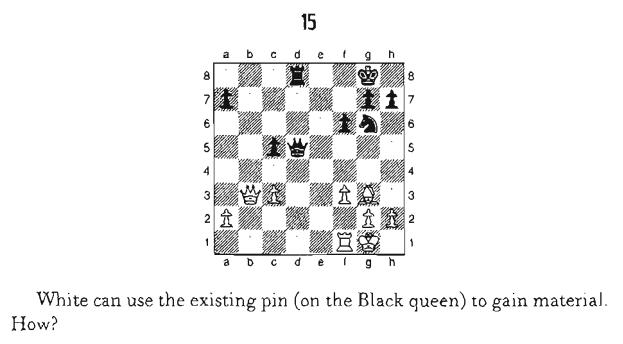 15
a b c d e f g h
8 8
7 7
6 6
5 5
4 4
3 3
2 2
1 1
a b c d e f g h
White can use the existing pin (on the Black queen) to gain material.
How?